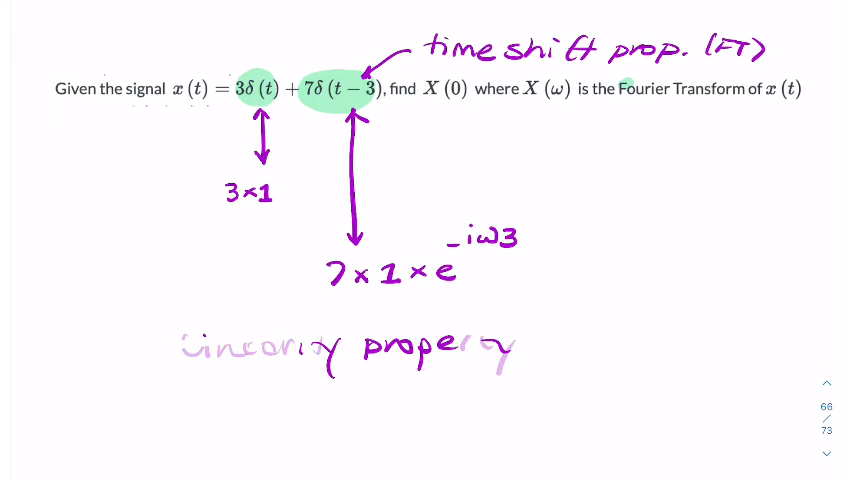 time shift prop. (FT)
Given the signal x (t) = 3δ (t) + 7δ (t − 3), find X (0) where X (ω) is the Fourier Transform of x (t)
3×1
7 × 1 × e^-iω3
Linearity property
66
/
73